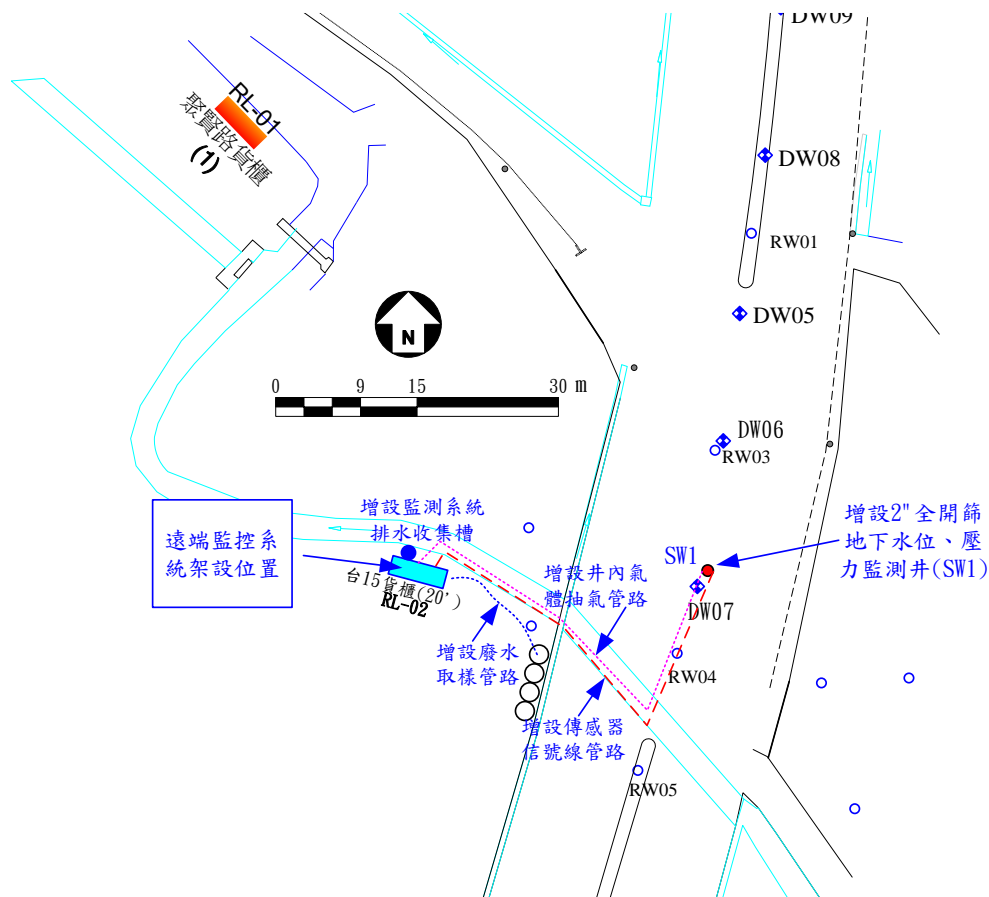 DW09
RL-01
聚賢路貨櫃
(1)
DW08
RW01
DW05
N
0 9 15 30 m
DW06
RW03
增設監測系統
排水收集槽
遠端監控系
統架設位置
增設2"全開篩
地下水位、壓
力監測井(SW1)
SW1
增設井內氣
體抽氣管路
台15貨櫃(20')
RL-02
DW07
增設廢水
取樣管路
RW04
增設傳感器
信號線管路
RW05